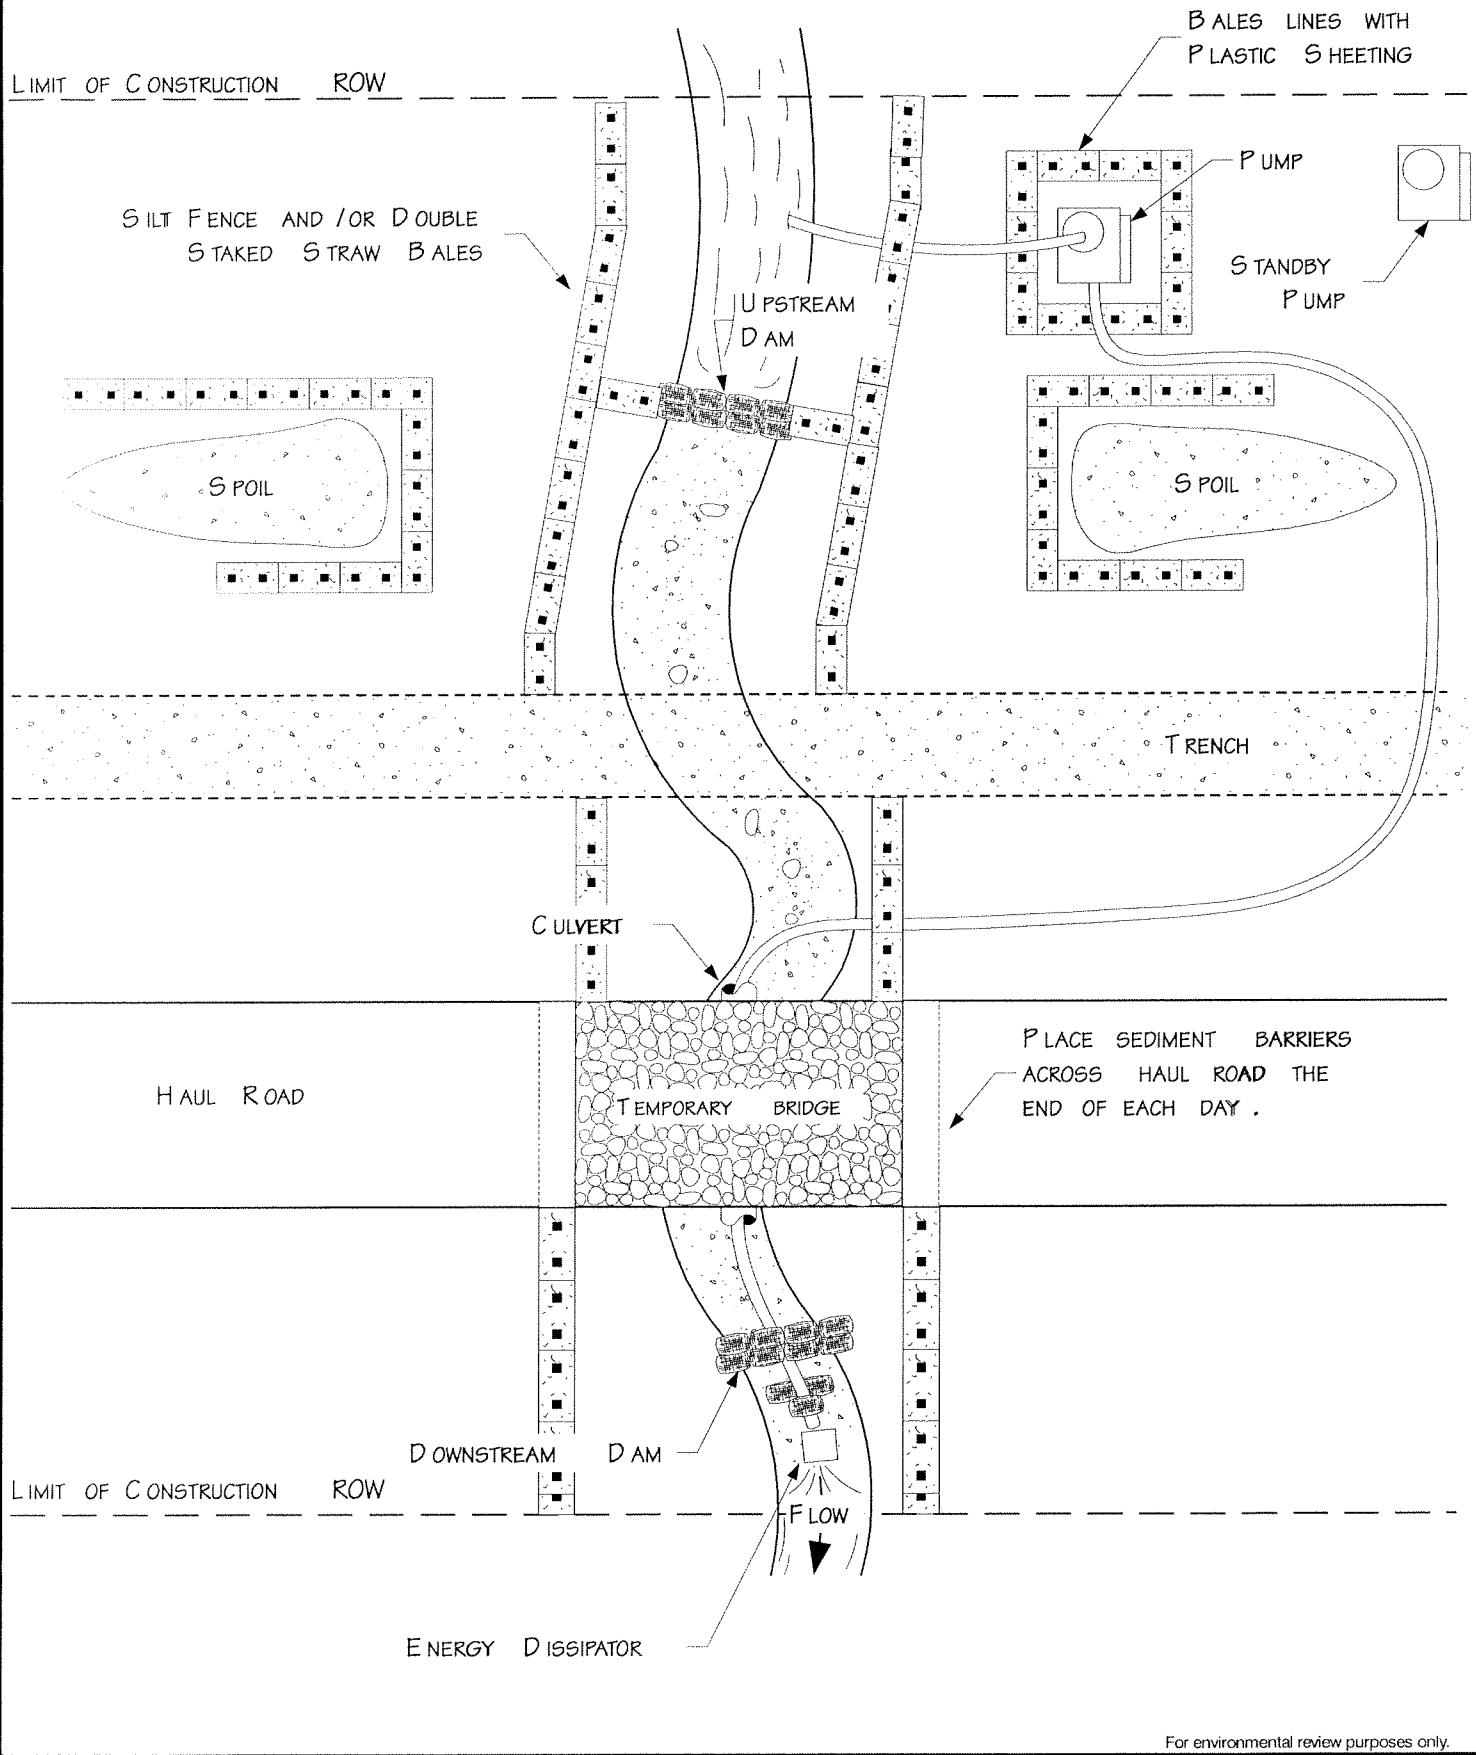 BALES LINES WITH
PLASTIC SHEETING
LIMIT OF CONSTRUCTION ROW
PUMP
SILT FENCE AND /OR DOUBLE
STAKED STRAW BALES
STANDBY
PUMP
UPSTREAM
DAM
SPOIL
SPOIL
TRENCH
CULVERT
PLACE SEDIMENT BARRIERS
ACROSS HAUL ROAD THE
END OF EACH DAY .
HAUL ROAD
TEMPORARY BRIDGE
DOWNSTREAM DAM
LIMIT OF CONSTRUCTION ROW
FLOW
ENERGY DISSIPATOR
For environmental review purposes only.